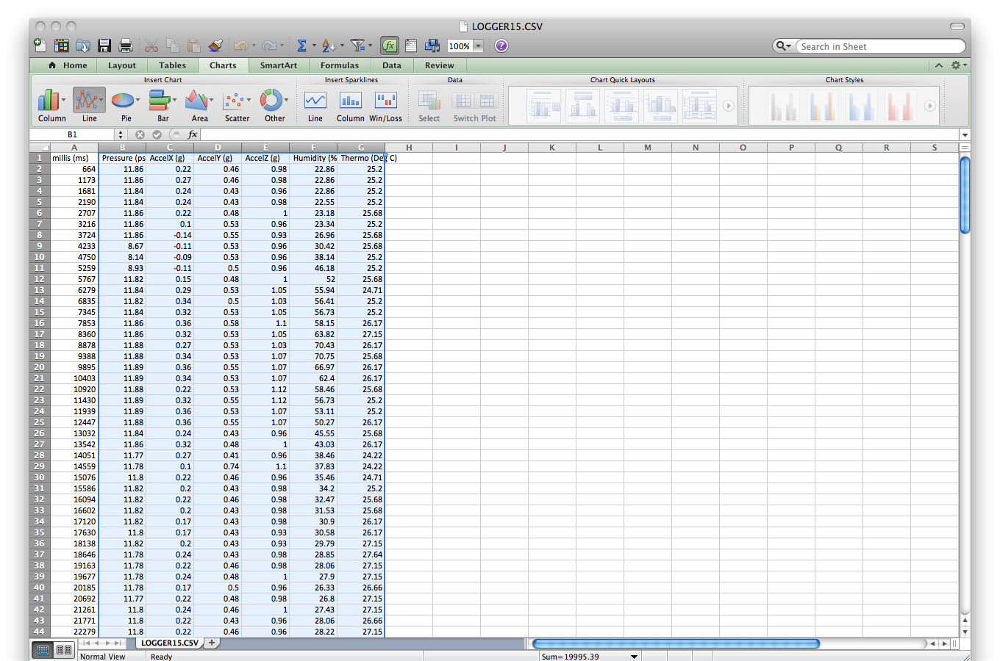 LOGGER15.CSV
100%
Search in Sheet
Home Layout Tables Charts SmartArt Formulas Data Review
Insert Chart Insert Sparklines Data Chart Quick Layouts Chart Styles
Column Line Pie Bar Area Scatter Other Line Column Win/Loss Select Switch Plot
B1 fx
A B C D E F G H I J K L M N O P Q R S
1 millis (ms) Pressure (ps AccelX (g) AccelY (g) AccelZ (g) Humidity (% Thermo (Deg C)
2 664 11.86 0.22 0.46 0.98 22.86 25.2
3 1173 11.86 0.27 0.46 0.98 22.86 25.2
4 1681 11.84 0.24 0.43 0.96 22.86 25.2
5 2190 11.84 0.24 0.43 0.98 22.55 25.2
6 2707 11.86 0.22 0.48 1 23.18 25.68
7 3216 11.86 0.1 0.53 0.96 23.34 25.2
8 3724 11.86 -0.14 0.55 0.93 26.96 25.68
9 4233 8.67 -0.11 0.53 0.96 30.42 25.68
10 4750 8.14 -0.09 0.53 0.96 38.14 25.2
11 5259 8.93 -0.11 0.5 0.96 46.18 25.2
12 5767 11.82 0.15 0.48 1 52 25.68
13 6279 11.84 0.29 0.53 1.05 55.94 24.71
14 6835 11.82 0.34 0.5 1.03 56.41 25.2
15 7345 11.84 0.32 0.53 1.05 56.73 25.2
16 7853 11.86 0.36 0.58 1.1 58.15 26.17
17 8360 11.86 0.32 0.53 1.05 63.82 27.15
18 8878 11.88 0.27 0.53 1.03 70.43 26.17
19 9388 11.88 0.34 0.53 1.07 70.75 25.68
20 9895 11.89 0.36 0.55 1.07 66.97 26.17
21 10403 11.89 0.34 0.53 1.07 62.4 26.17
22 10920 11.88 0.22 0.53 1.12 58.46 25.68
23 11430 11.89 0.32 0.55 1.12 56.73 25.2
24 11939 11.89 0.36 0.53 1.07 53.11 25.2
25 12447 11.88 0.36 0.55 1.07 50.27 26.17
26 13032 11.84 0.24 0.43 0.96 45.55 25.68
27 13542 11.86 0.32 0.48 1 43.03 26.17
28 14051 11.77 0.27 0.41 0.96 38.46 24.22
29 14559 11.78 0.1 0.74 1.1 37.83 24.22
30 15076 11.8 0.22 0.46 0.96 35.46 24.71
31 15586 11.82 0.2 0.43 0.98 34.2 25.2
32 16094 11.82 0.22 0.46 0.98 32.47 25.68
33 16602 11.82 0.2 0.43 0.98 31.53 25.68
34 17120 11.82 0.17 0.43 0.98 30.9 26.17
35 17630 11.8 0.17 0.43 0.93 30.58 26.17
36 18138 11.82 0.2 0.43 0.93 29.79 27.15
37 18646 11.78 0.24 0.43 0.98 28.85 27.64
38 19163 11.78 0.22 0.46 0.98 28.06 27.15
39 19677 11.78 0.24 0.48 1 27.9 27.15
40 20185 11.78 0.17 0.5 0.96 26.33 26.66
41 20692 11.77 0.22 0.48 0.98 26.8 27.15
42 21261 11.8 0.24 0.46 1 27.43 27.15
43 21771 11.8 0.22 0.43 0.96 28.06 26.66
44 22279 11.8 0.22 0.46 0.96 28.22 27.15
LOGGER15.CSV
Normal View Ready Sum=19995.39